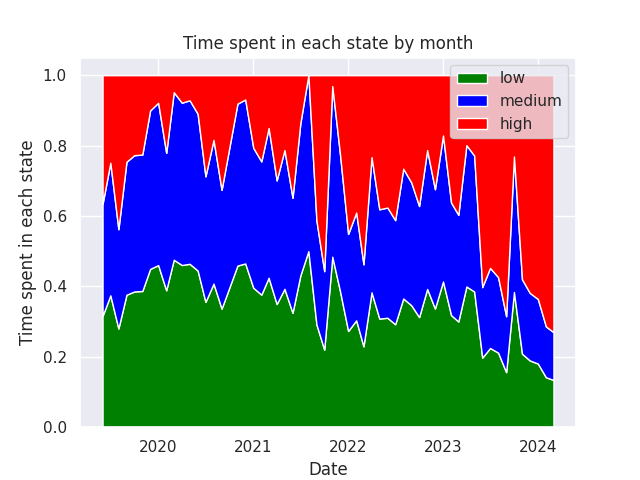 Time spent in each state by month
low
medium
high
1.0
0.8
0.6
0.4
0.2
0.0
Time spent in each state
2020
2021
2022
2023
2024
Date